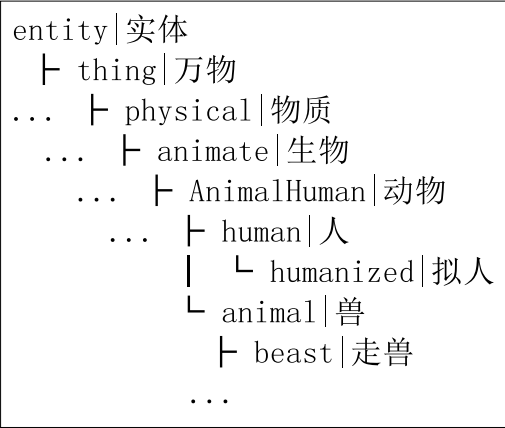 entity|实体
├ thing|万物
... ├ physical|物质
... ├ animate|生物
... ├ AnimalHuman|动物
... ├ human|人
| └ humanized|拟人
└ animal|兽
├ beast|走兽
...